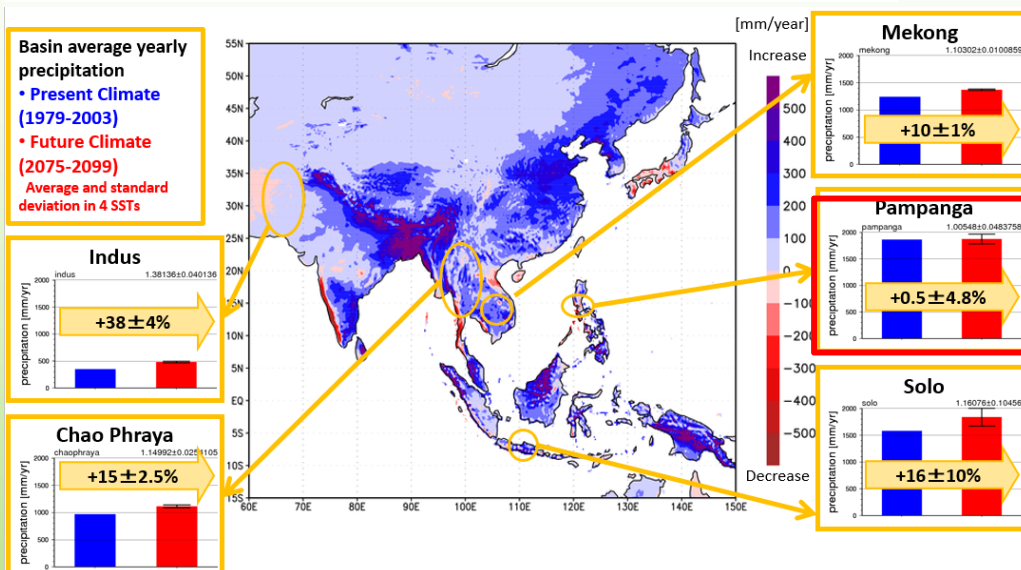 Basin average yearly
precipitation
• Present Climate
(1979-2003)
• Future Climate
(2075-2099)
Average and standard
deviation in 4 SSTs
[mm/year]
Increase
500
400
300
200
100
0
−100
−200
−300
−400
−500
Decrease
55N
50N
45N
40N
35N
30N
25N
20N
15N
10N
5N
EQ
5S
10S
15S
60E
70E
80E
90E
100E
110E
120E
130E
140E
150E
Indus
indus
1.38136±0.040136
precipitation [mm/yr]
2000
1500
1000
500
0
+38±4%
Chao Phraya
chaophraya
precipitation [mm/yr]
2000
1500
1000
500
0
+15±2.5%
Mekong
mekong
1.10302±0.0100859
precipitation [mm/yr]
2000
1500
1000
500
0
+10±1%
Pampanga
pampanga
1.00548±0.0483758
precipitation [mm/yr]
2000
1500
1000
500
0
+0.5±4.8%
Solo
solo
1.16076±0.10456
precipitation [mm/yr]
2000
1500
1000
500
0
+16±10%